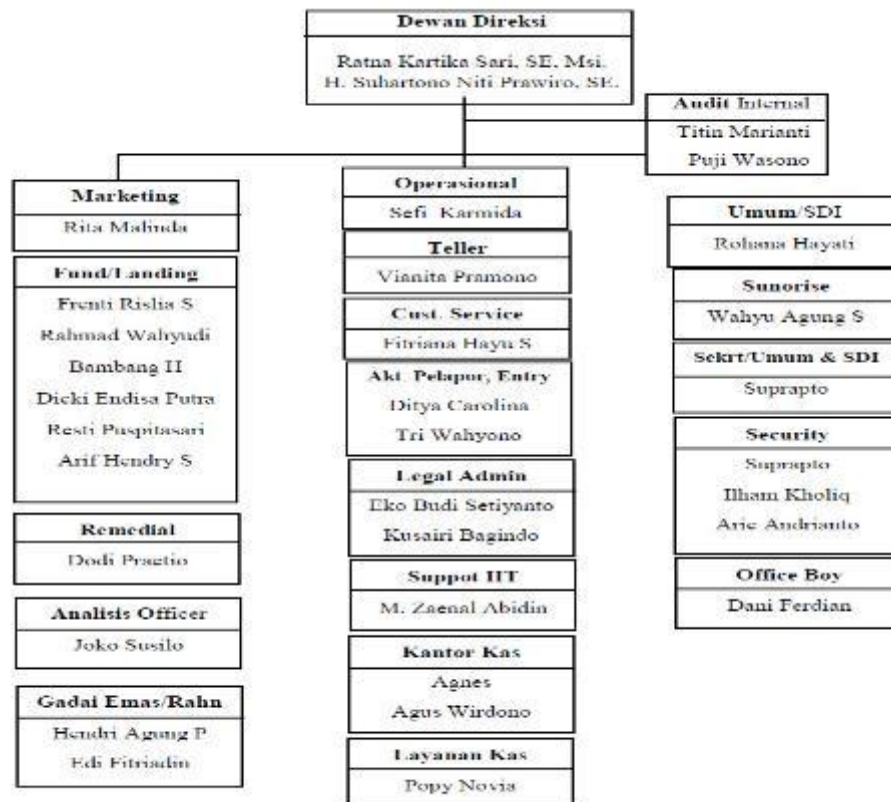 Dewan Direksi
Ratna Kartika Sari, SE, Msi.
H. Suhartono Niti Prawiro, SE.
Audit Internal
Titin Marianti
Puji Wasono
Marketing
Rita Malinda
Fund/Landing
Frenti Rislia S
Rahmad Wahyudi
Bambang H
Dicki Endisa Putra
Resti Puspitasari
Arif Hendry S
Remedial
Dodi Prasetio
Analisis Officer
Joko Susilo
Gadai Emas/Rahn
Hendri Agung P
Edi Fitriadin
Operasional
Sefi Karmida
Teller
Vianita Pramono
Cust. Service
Fitriana Hayu S
Akt. Pelapor, Entry
Ditya Carolina
Tri Wahyono
Legal Admin
Eko Budi Setiyanto
Kusairi Bagindo
Suppot IIT
M. Zaenal Abidin
Kantor Kas
Agnes
Agus Wirdono
Layanan Kas
Popy Novia
Umum/SDI
Rohana Hayati
Sunorise
Wahyu Agung S
Sekrt/Umum & SDI
Suprapto
Security
Suprapto
Ilham Kholiq
Arie Andrianto
Office Boy
Dani Ferdian